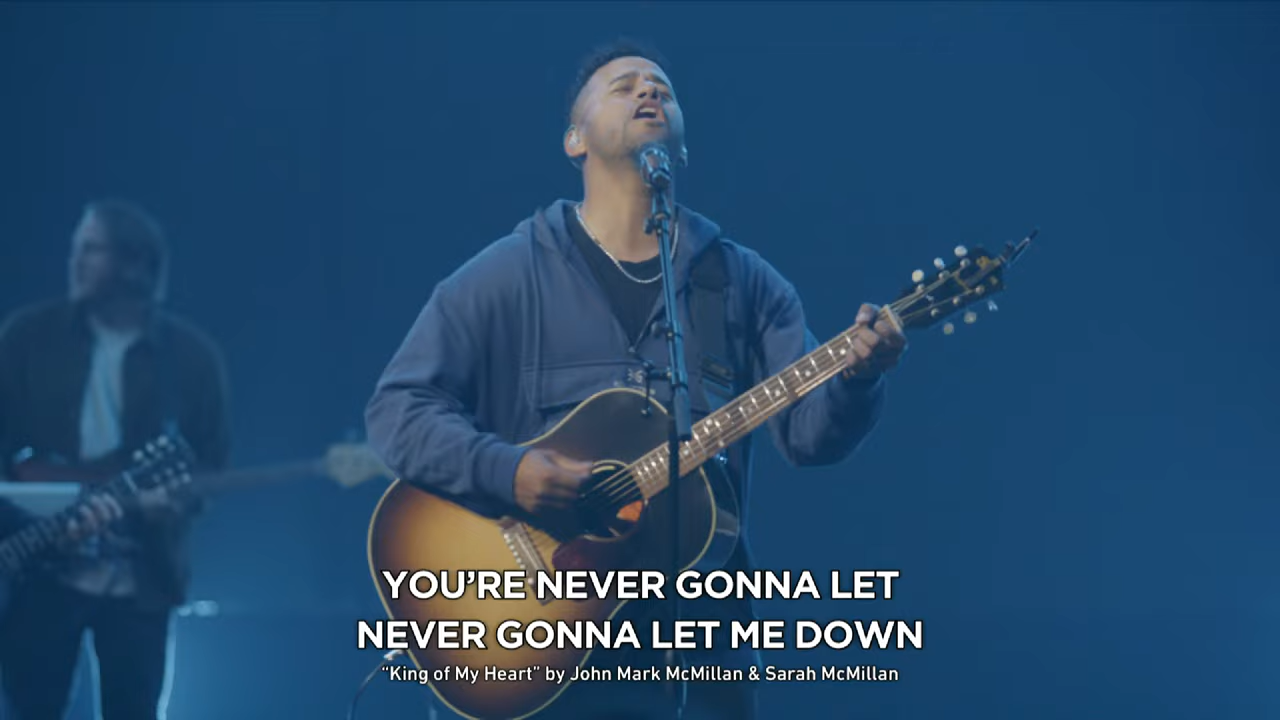 YOU’RE NEVER GONNA LET
NEVER GONNA LET ME DOWN
“King of My Heart” by John Mark McMillan & Sarah McMillan